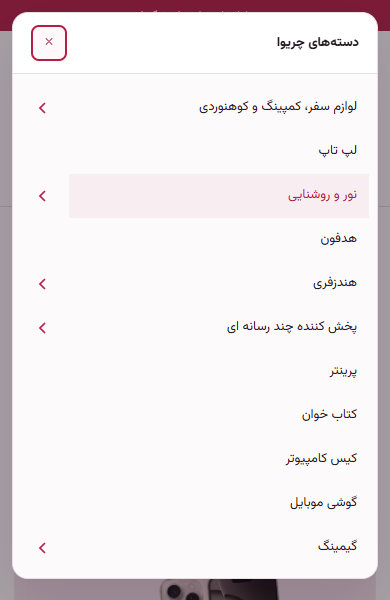 دسته‌های چریوا
×
لوازم سفر، کمپینگ و کوهنوردی
لپ تاپ
نور و روشنایی
هدفون
هندزفری
پخش کننده چند رسانه ای
پرینتر
کتاب خوان
کیس کامپیوتر
گوشی موبایل
گیمینگ